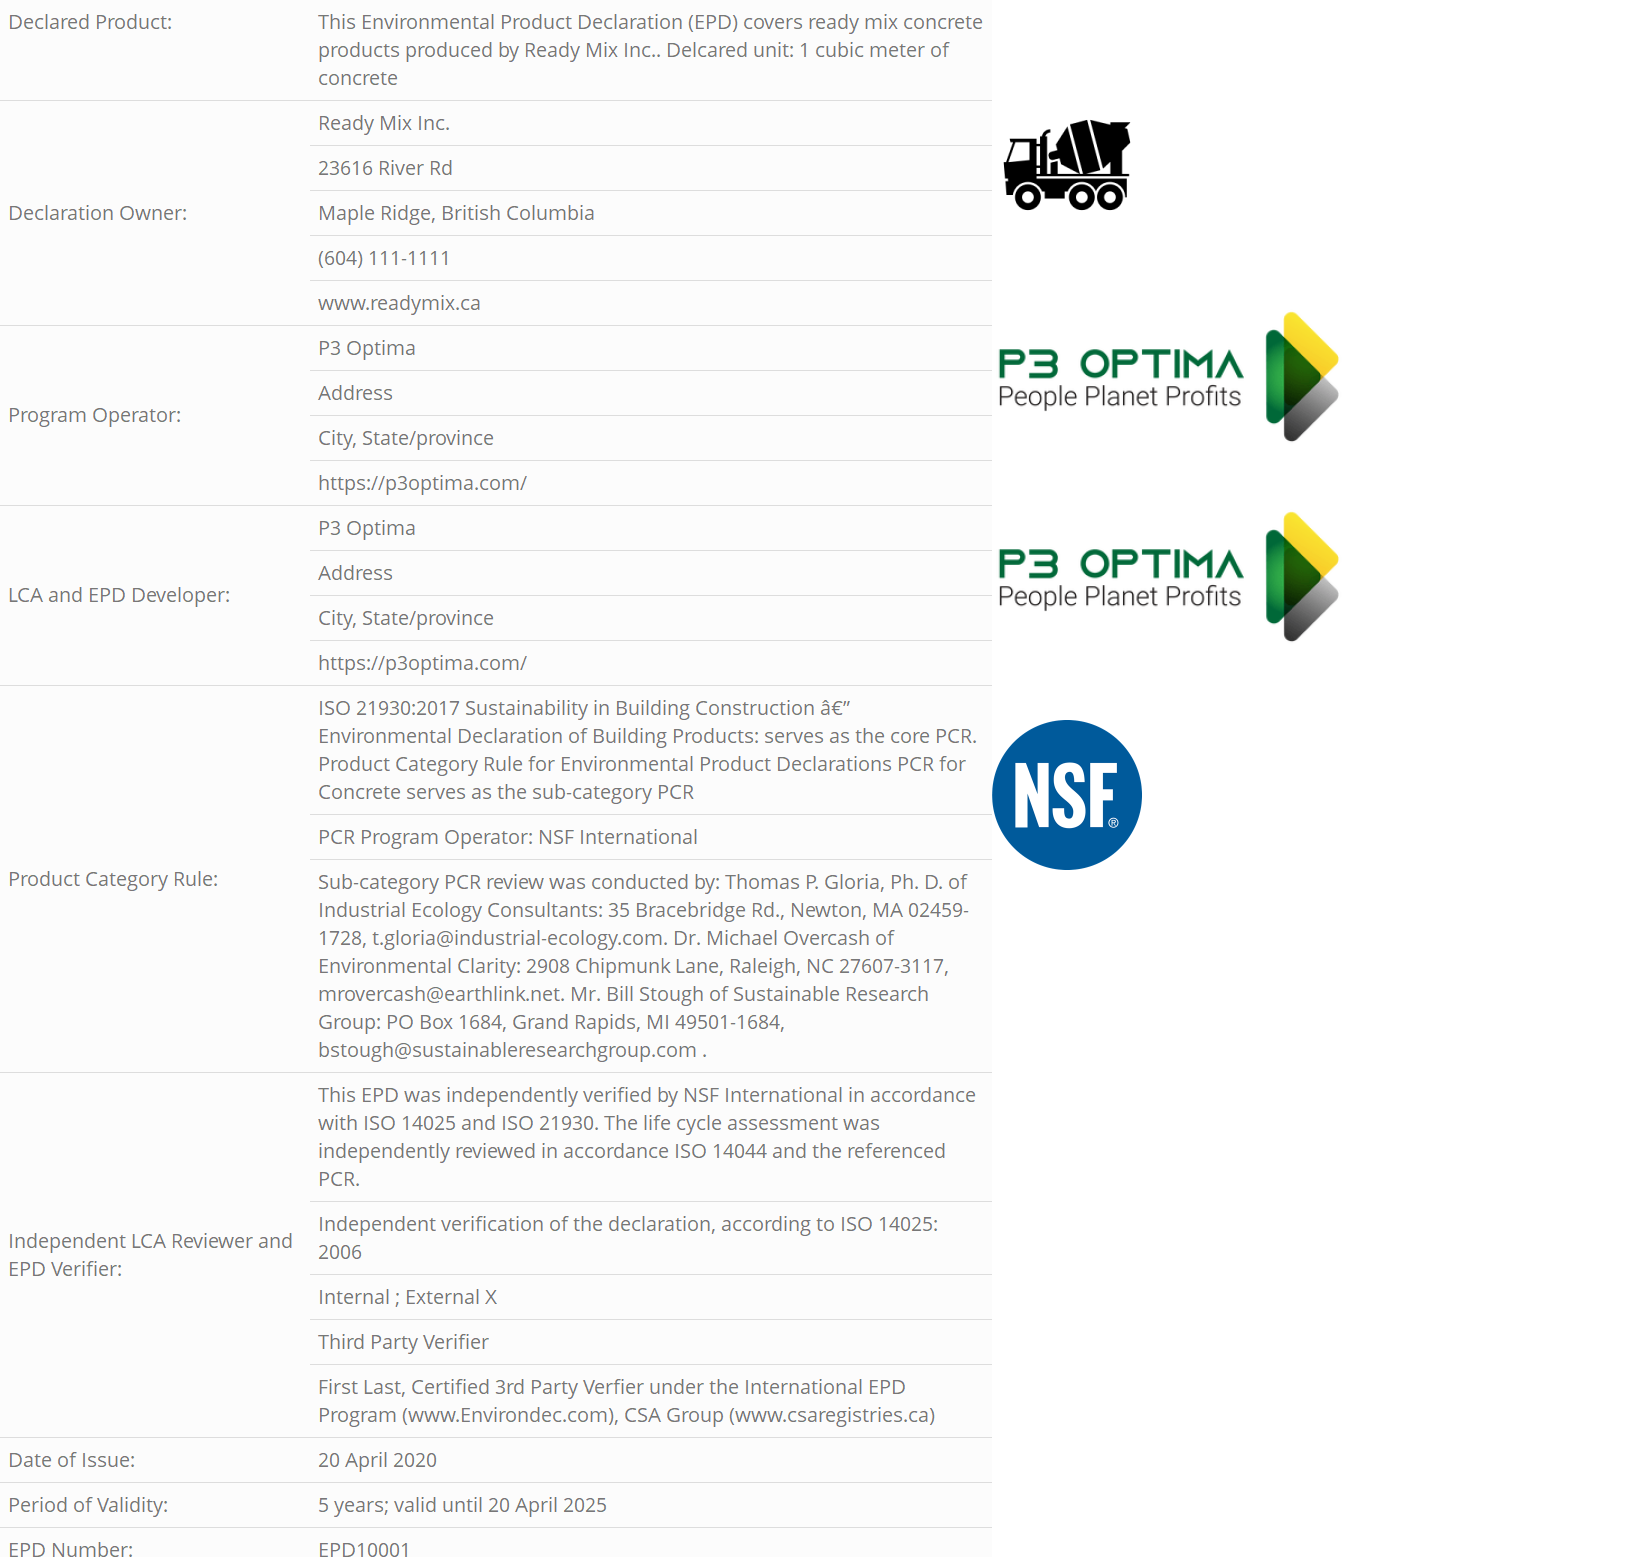 Declared Product:
This Environmental Product Declaration (EPD) covers ready mix concrete
products produced by Ready Mix Inc.. Delcared unit: 1 cubic meter of
concrete
Declaration Owner:
Ready Mix Inc.
23616 River Rd
Maple Ridge, British Columbia
(604) 111-1111
www.readymix.ca
Program Operator:
P3 Optima
Address
City, State/province
https://p3optima.com/
P3 OPTIMA
People Planet Profits
LCA and EPD Developer:
P3 Optima
Address
City, State/province
https://p3optima.com/
P3 OPTIMA
People Planet Profits
Product Category Rule:
ISO 21930:2017 Sustainability in Building Construction â€”
Environmental Declaration of Building Products: serves as the core PCR.
Product Category Rule for Environmental Product Declarations PCR for
Concrete serves as the sub-category PCR
PCR Program Operator: NSF International
Sub-category PCR review was conducted by: Thomas P. Gloria, Ph. D. of
Industrial Ecology Consultants: 35 Bracebridge Rd., Newton, MA 02459-
1728, t.gloria@industrial-ecology.com. Dr. Michael Overcash of
Environmental Clarity: 2908 Chipmunk Lane, Raleigh, NC 27607-3117,
mrovercash@earthlink.net. Mr. Bill Stough of Sustainable Research
Group: PO Box 1684, Grand Rapids, MI 49501-1684,
bstough@sustainableresearchgroup.com .
NSF®
Independent LCA Reviewer and
EPD Verifier:
This EPD was independently verified by NSF International in accordance
with ISO 14025 and ISO 21930. The life cycle assessment was
independently reviewed in accordance ISO 14044 and the referenced
PCR.
Independent verification of the declaration, according to ISO 14025:
2006
Internal ; External X
Third Party Verifier
First Last, Certified 3rd Party Verfier under the International EPD
Program (www.Environdec.com), CSA Group (www.csaregistries.ca)
Date of Issue:
20 April 2020
Period of Validity:
5 years; valid until 20 April 2025
EPD Number:
EPD10001